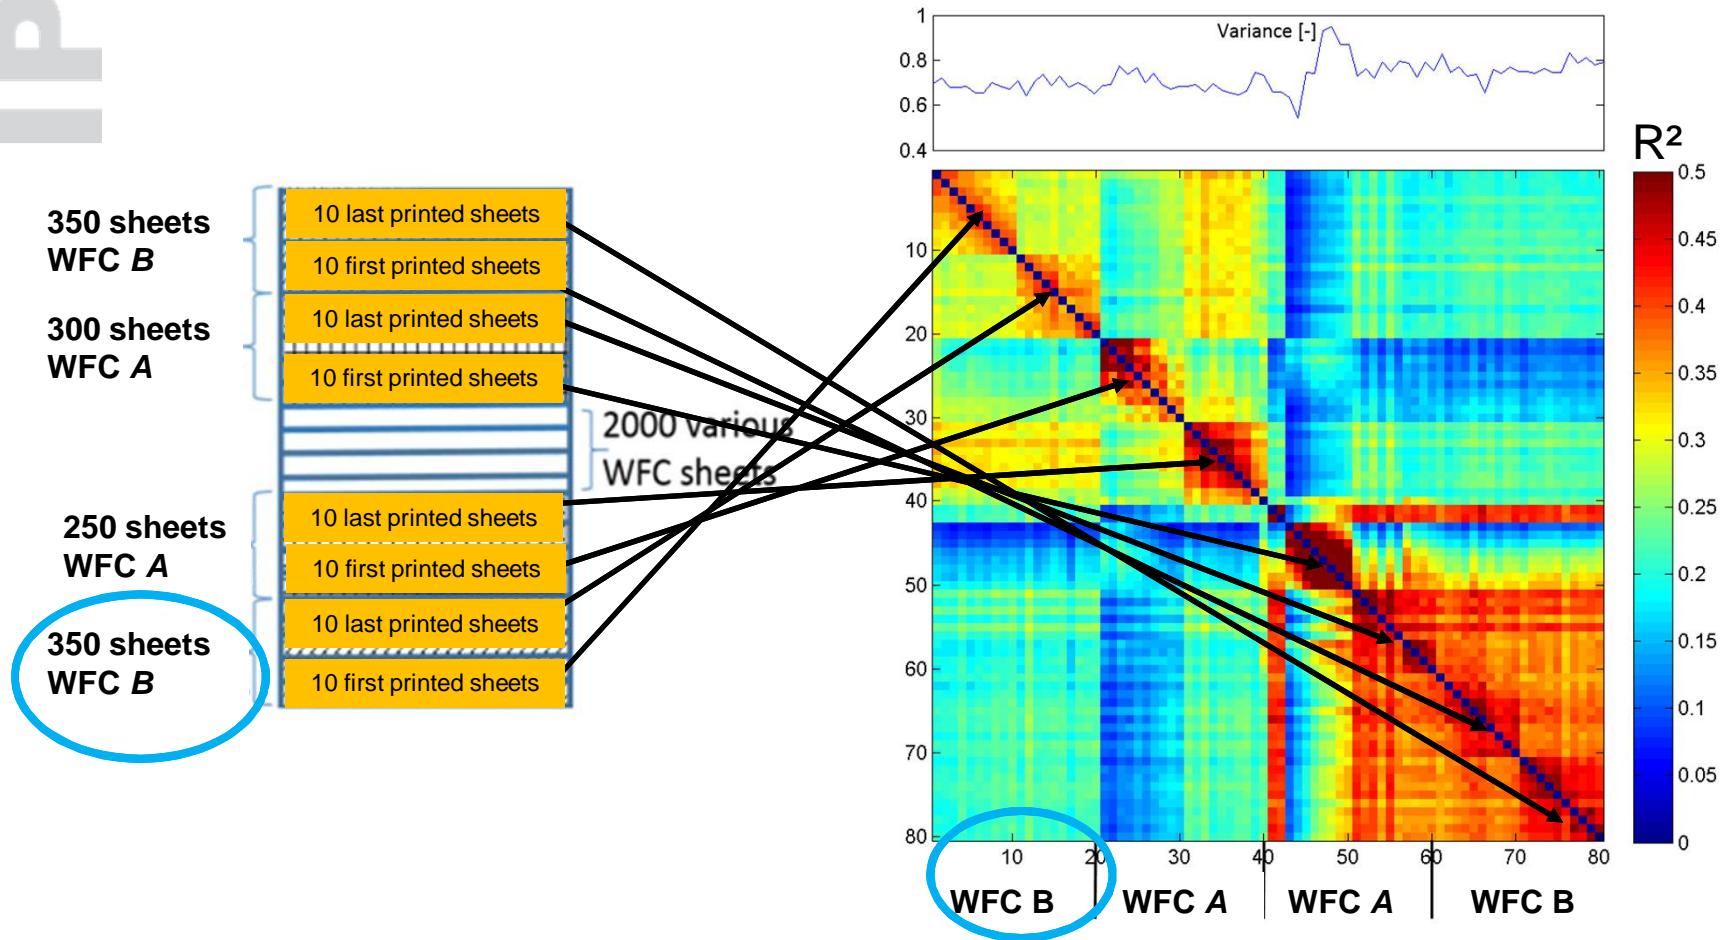 IP
350 sheets
WFC B
300 sheets
WFC A
250 sheets
WFC A
350 sheets
WFC B
10 last printed sheets
10 first printed sheets
10 last printed sheets
10 first printed sheets
2000 various
WFC sheets
10 last printed sheets
10 first printed sheets
10 last printed sheets
10 first printed sheets
Variance [-]
1
0.8
0.6
0.4
R²
10
20
30
40
50
60
70
80
10 20 30 40 50 60 70 80
WFC B WFC A WFC A WFC B
0.5
0.45
0.4
0.35
0.3
0.25
0.2
0.15
0.1
0.05
0